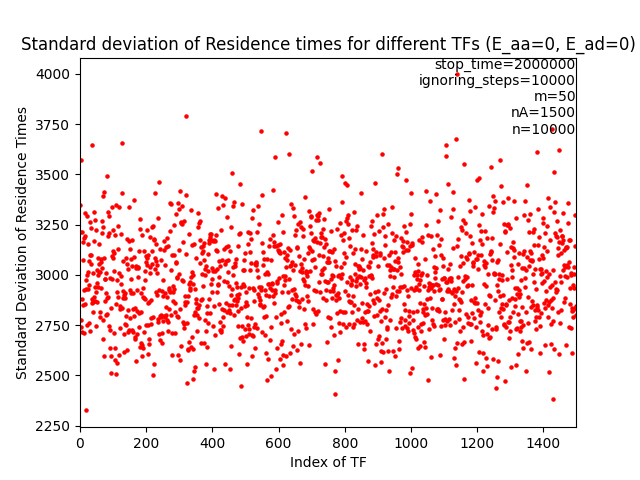 Standard deviation of Residence times for different TFs (E_aa=0, E_ad=0)
stop_time=2000000
ignoring_steps=10000
m=50
nA=1500
n=10000
Standard Deviation of Residence Times
4000
3750
3500
3250
3000
2750
2500
2250
0 200 400 600 800 1000 1200 1400
Index of TF